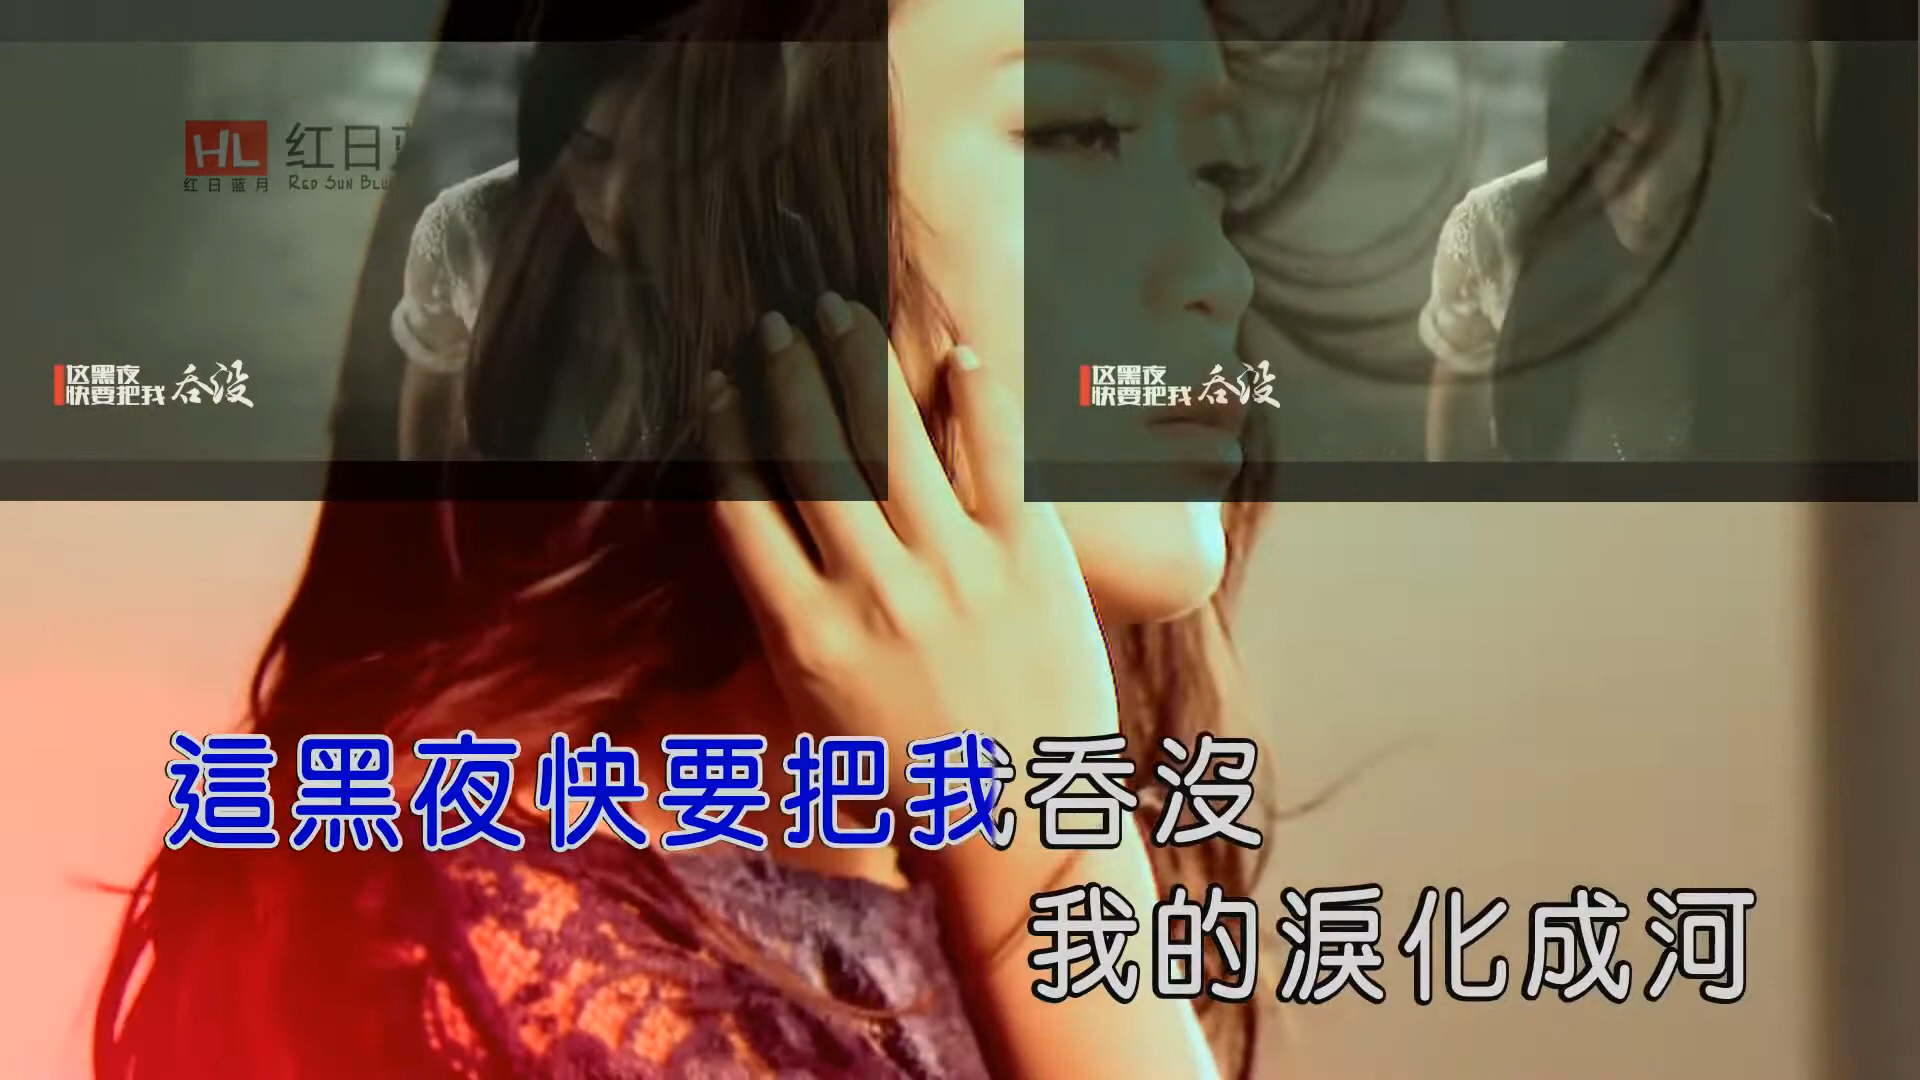 HL
红日
红日蓝月
RED SUN BLU
这黑夜
快要把我吞没
这黑夜
快要把我吞没
這黑夜快要把我吞沒
我的淚化成河